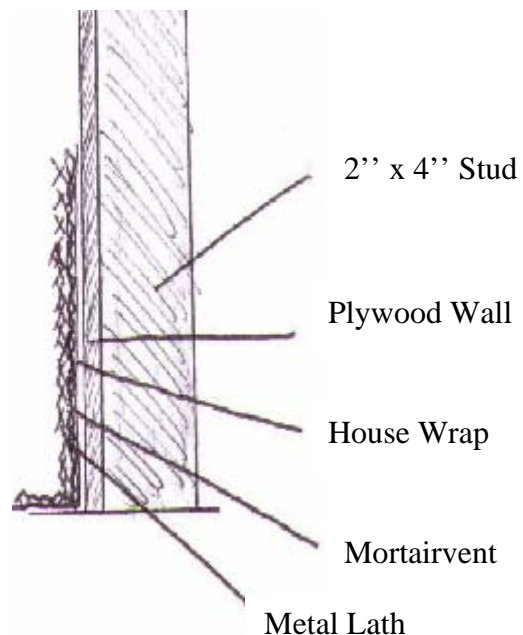 2’’ x 4’’ Stud
Plywood Wall
House Wrap
Mortairvent
Metal Lath